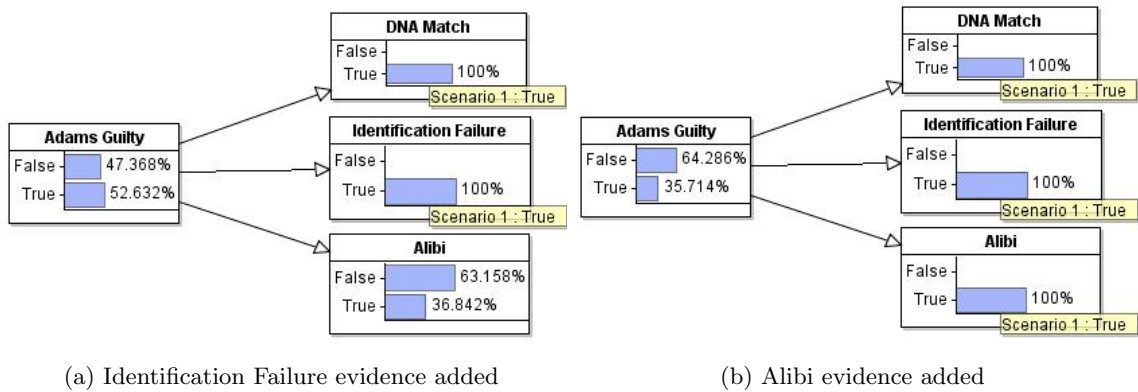 DNA Match
False
True 100%
Scenario 1 : True
Adams Guilty
False 47.368%
True 52.632%
Identification Failure
False
True 100%
Scenario 1 : True
Alibi
False 63.158%
True 36.842%
(a) Identification Failure evidence added
DNA Match
False
True 100%
Scenario 1 : True
Adams Guilty
False 64.286%
True 35.714%
Identification Failure
False
True 100%
Scenario 1 : True
Alibi
False
True 100%
Scenario 1 : True
(b) Alibi evidence added